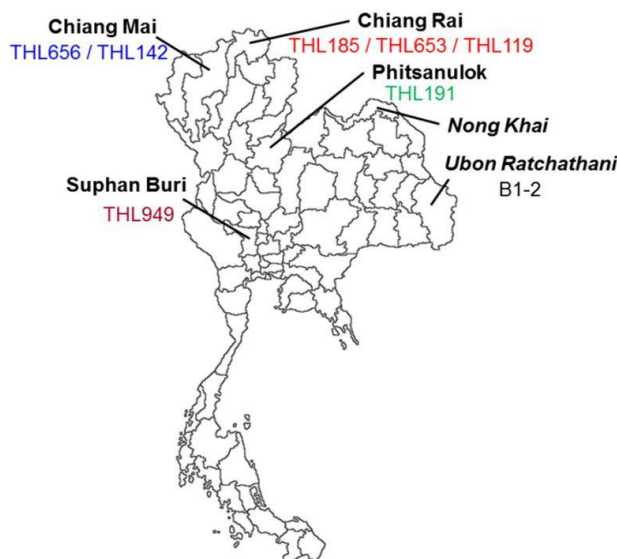 Chiang Mai
THL656 / THL142
Chiang Rai
THL185 / THL653 / THL119
Phitsanulok
THL191
Nong Khai
Ubon Ratchathani
B1-2
Suphan Buri
THL949